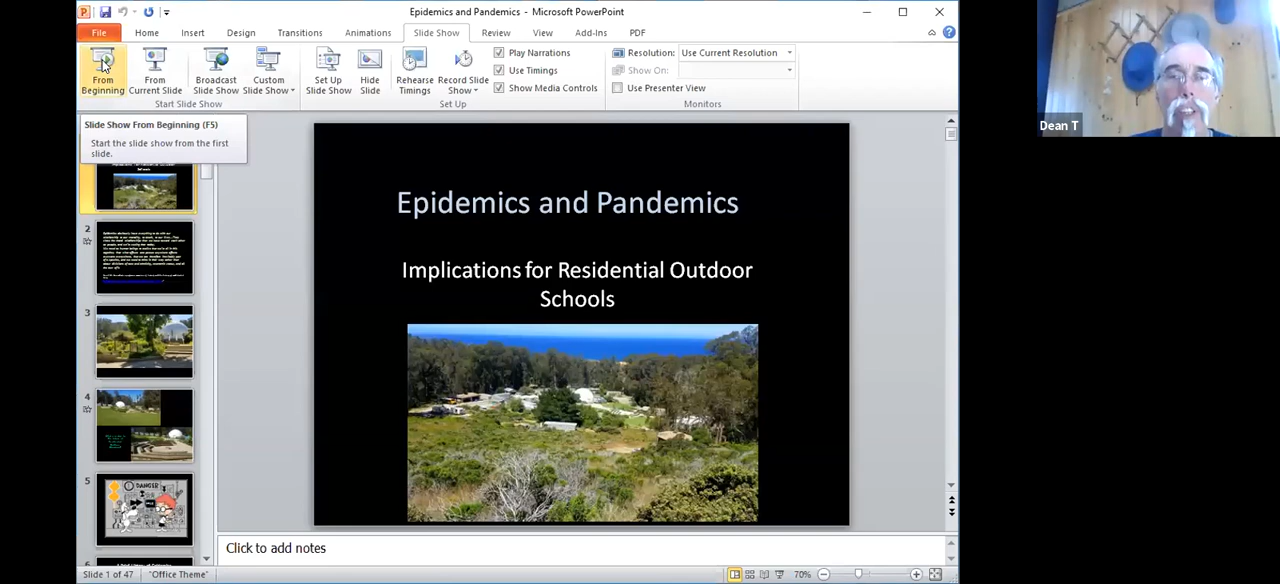 Epidemics and Pandemics - Microsoft PowerPoint
File Home Insert Design Transitions Animations Slide Show Review View Add-Ins PDF
From Beginning
From Current Slide
Broadcast Slide Show
Custom Slide Show
Start Slide Show
Set Up Slide Show
Hide Slide
Rehearse Timings
Record Slide Show
Play Narrations
Use Timings
Show Media Controls
Set Up
Resolution: Use Current Resolution
Show On:
Use Presenter View
Monitors
Slide Show From Beginning (F5)
Start the slide show from the first
slide.
2
3
4
5
DANGER
Epidemics and Pandemics
Implications for Residential Outdoor
Schools
Click to add notes
Slide 1 of 47 "Office Theme" 70%
Dean T